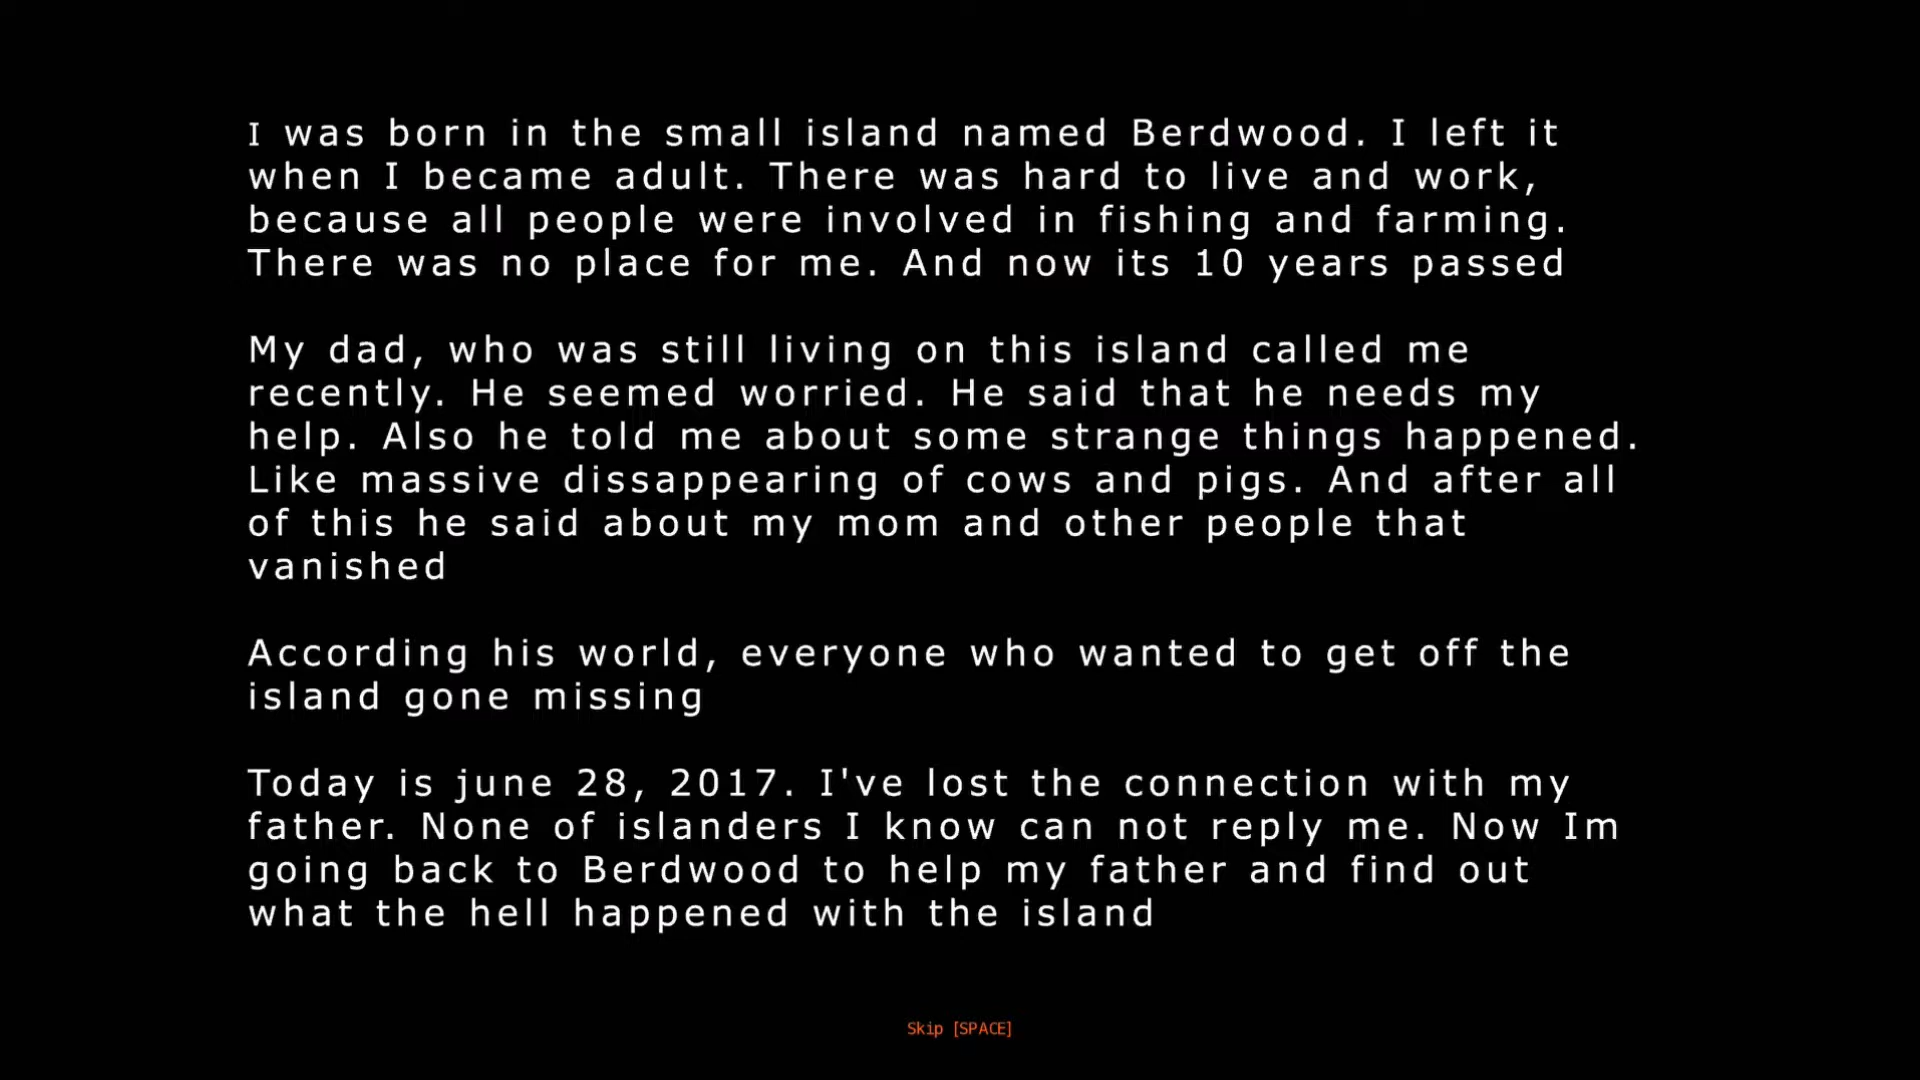 I was born in the small island named Berdwood. I left it
when I became adult. There was hard to live and work,
because all people were involved in fishing and farming.
There was no place for me. And now its 10 years passed
My dad, who was still living on this island called me
recently. He seemed worried. He said that he needs my
help. Also he told me about some strange things happened.
Like massive dissappearing of cows and pigs. And after all
of this he said about my mom and other people that
vanished
According his world, everyone who wanted to get off the
island gone missing
Today is june 28, 2017. I've lost the connection with my
father. None of islanders I know can not reply me. Now Im
going back to Berdwood to help my father and find out
what the hell happened with the island
Skip [SPACE]